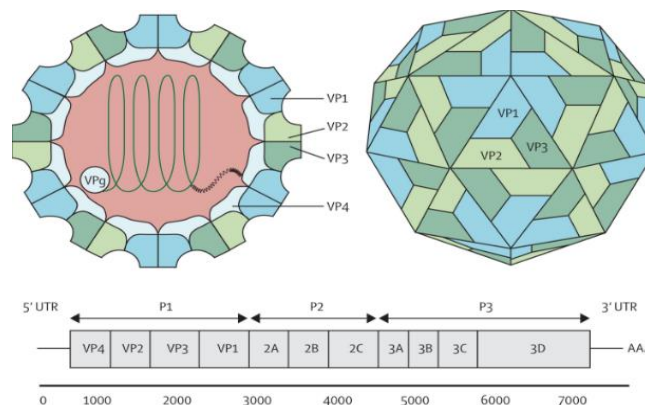 VP1
VP2
VP3
VP4
VPg
VP1
VP2
VP3
5' UTR P1 P2 P3 3' UTR
VP4 VP2 VP3 VP1 2A 2B 2C 3A 3B 3C 3D AA
0 1000 2000 3000 4000 5000 6000 7000